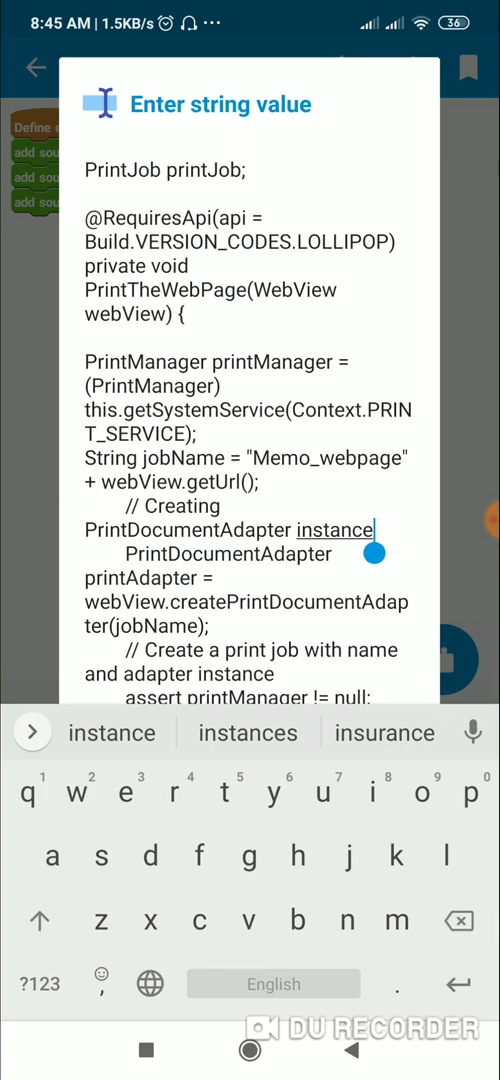 8:45 AM | 1.5KB/s ... 36
Enter string value
Define e
add sou
add sou
add sou
PrintJob printJob;
@RequiresApi(api =
Build.VERSION_CODES.LOLLIPOP)
private void
PrintTheWebPage(WebView
webView) {
PrintManager printManager =
(PrintManager)
this.getSystemService(Context.PRIN
T_SERVICE);
String jobName = "Memo_webpage"
+ webView.getUrl();
// Creating
PrintDocumentAdapter instance
PrintDocumentAdapter
printAdapter =
webView.createPrintDocumentAdap
ter(jobName);
// Create a print job with name
and adapter instance
assert printManager != null;
instance instances insurance
1 2 3 4 5 6 7 8 9 0
q w e r t y u i o p
a s d f g h j k l
z x c v b n m
?123 , English .
DU RECORDER